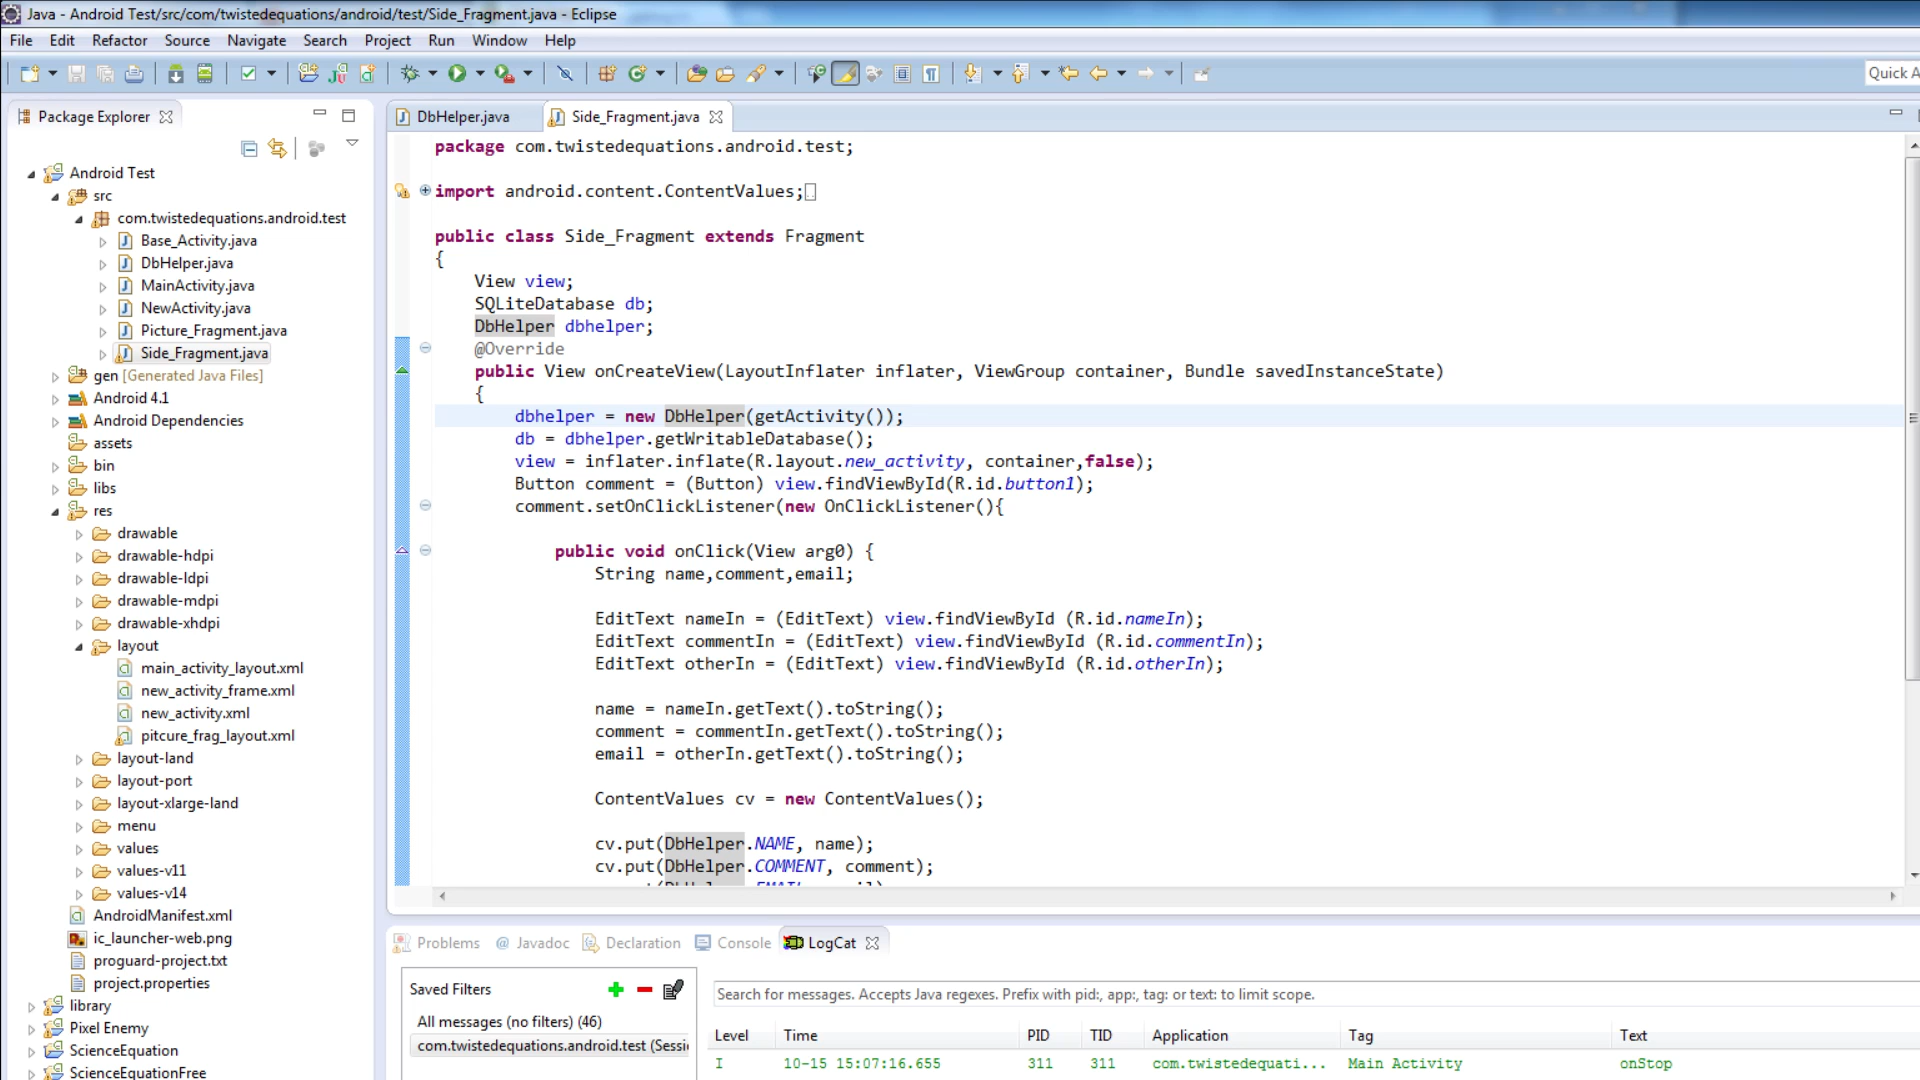 Java - Android Test/src/com/twistedequations/android/test/Side_Fragment.java - Eclipse
File Edit Refactor Source Navigate Search Project Run Window Help
Quick A
Package Explorer
Android Test
src
com.twistedequations.android.test
Base_Activity.java
DbHelper.java
MainActivity.java
NewActivity.java
Picture_Fragment.java
Side_Fragment.java
gen [Generated Java Files]
Android 4.1
Android Dependencies
assets
bin
libs
res
drawable
drawable-hdpi
drawable-ldpi
drawable-mdpi
drawable-xhdpi
layout
main_activity_layout.xml
new_activity_frame.xml
new_activity.xml
pitcure_frag_layout.xml
layout-land
layout-port
layout-xlarge-land
menu
values
values-v11
values-v14
AndroidManifest.xml
ic_launcher-web.png
proguard-project.txt
project.properties
library
Pixel Enemy
ScienceEquation
ScienceEquationFree
DbHelper.java Side_Fragment.java
package com.twistedequations.android.test;
import android.content.ContentValues;
public class Side_Fragment extends Fragment
{
View view;
SQLiteDatabase db;
DbHelper dbhelper;
@Override
public View onCreateView(LayoutInflater inflater, ViewGroup container, Bundle savedInstanceState)
{
dbhelper = new DbHelper(getActivity());
db = dbhelper.getWritableDatabase();
view = inflater.inflate(R.layout.new_activity, container,false);
Button comment = (Button) view.findViewById(R.id.button1);
comment.setOnClickListener(new OnClickListener(){
public void onClick(View arg0) {
String name,comment,email;
EditText nameIn = (EditText) view.findViewById (R.id.nameIn);
EditText commentIn = (EditText) view.findViewById (R.id.commentIn);
EditText otherIn = (EditText) view.findViewById (R.id.otherIn);
name = nameIn.getText().toString();
comment = commentIn.getText().toString();
email = otherIn.getText().toString();
ContentValues cv = new ContentValues();
cv.put(DbHelper.NAME, name);
cv.put(DbHelper.COMMENT, comment);
Problems @ Javadoc Declaration Console LogCat
Saved Filters
All messages (no filters) (46)
com.twistedequations.android.test (Sessi
Search for messages. Accepts Java regexes. Prefix with pid:, app:, tag: or text: to limit scope.
Level Time PID TID Application Tag Text
I 10-15 15:07:16.655 311 311 com.twistedequati... Main Activity onStop